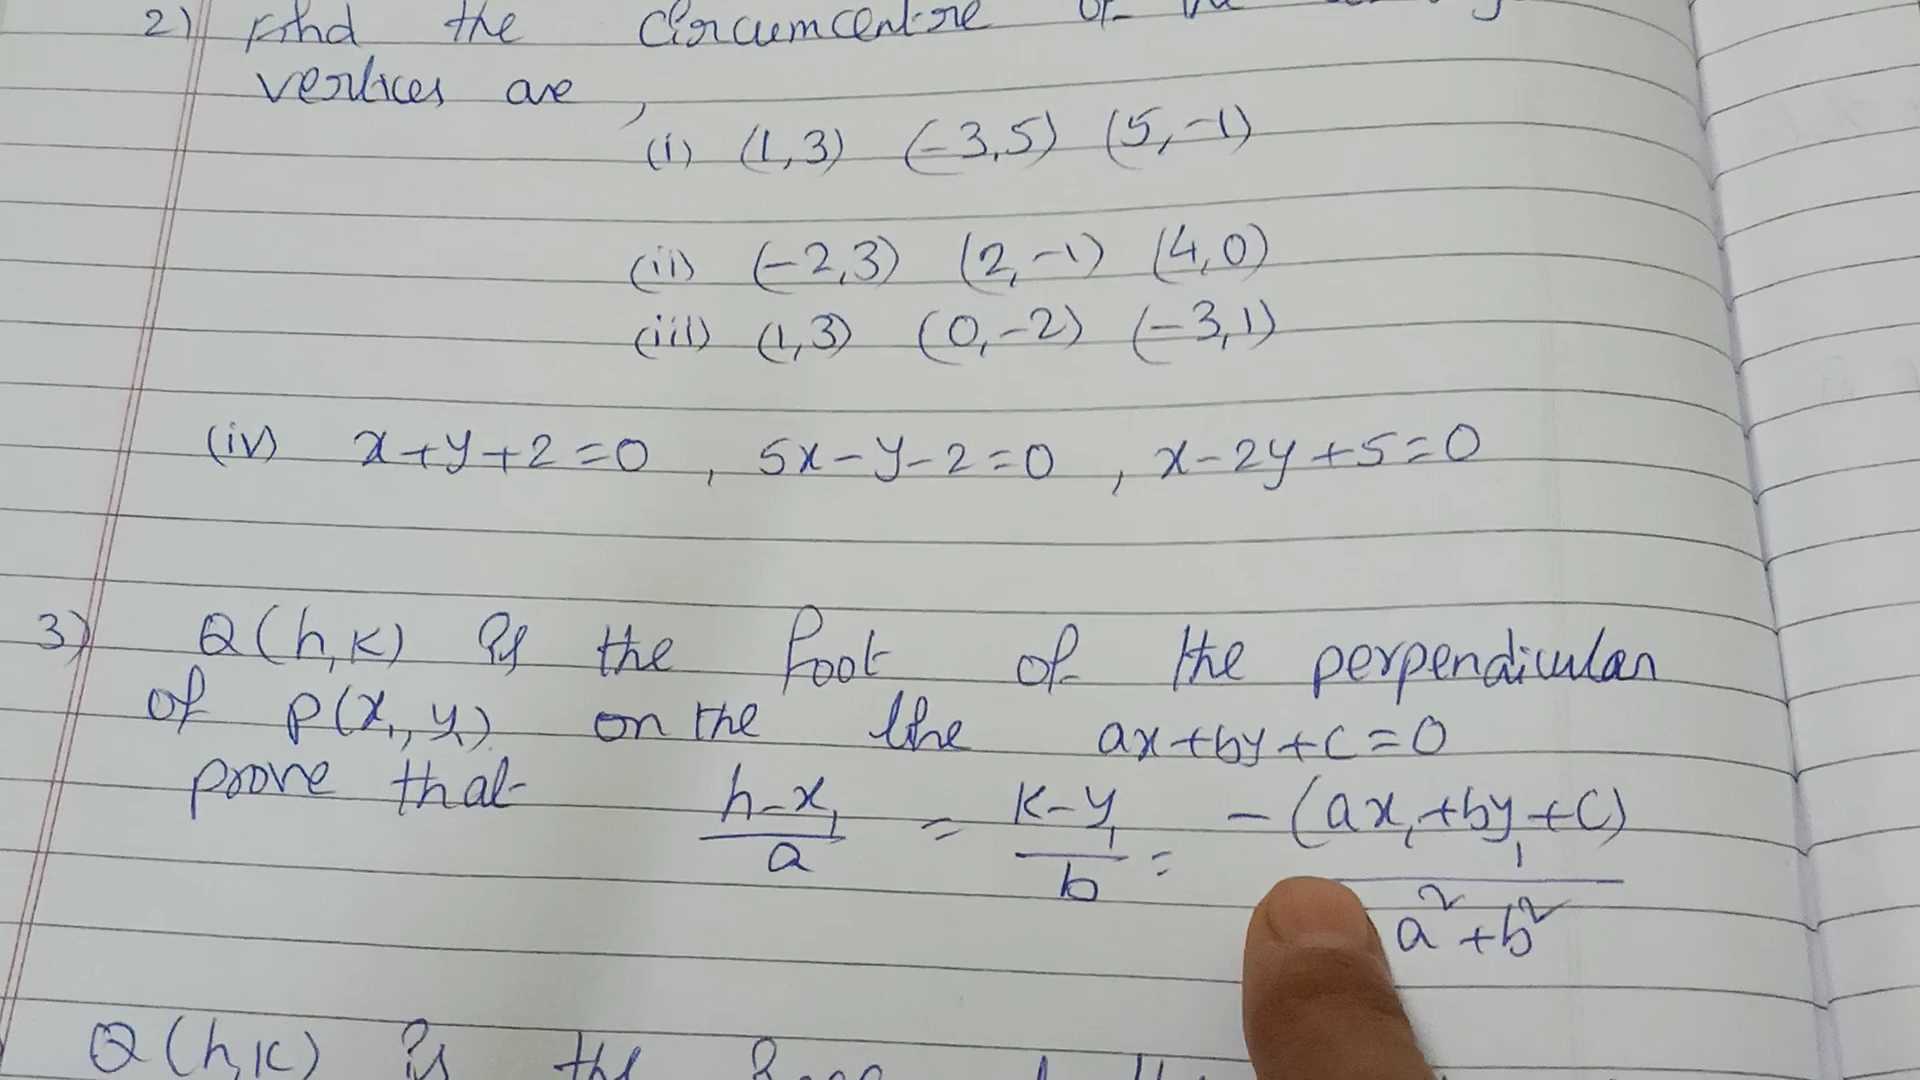 2) Find the circumcentre of
vertices are,
(i) (1,3) (-3,5) (5,-1)
(ii) (-2,3) (2,-1) (4,0)
(iii) (1,3) (0,-2) (-3,1)
(iv) x+y+2=0, 5x-y-2=0, x-2y+5=0
3) Q(h,k) is the foot of the perpendicular
of P(x₁,y₁) on the line ax+by+c=0
prove that (h-x₁)/a = (k-y₁)/b = -(ax₁+by₁+c)/(a²+b²)
Q(h,k) is the